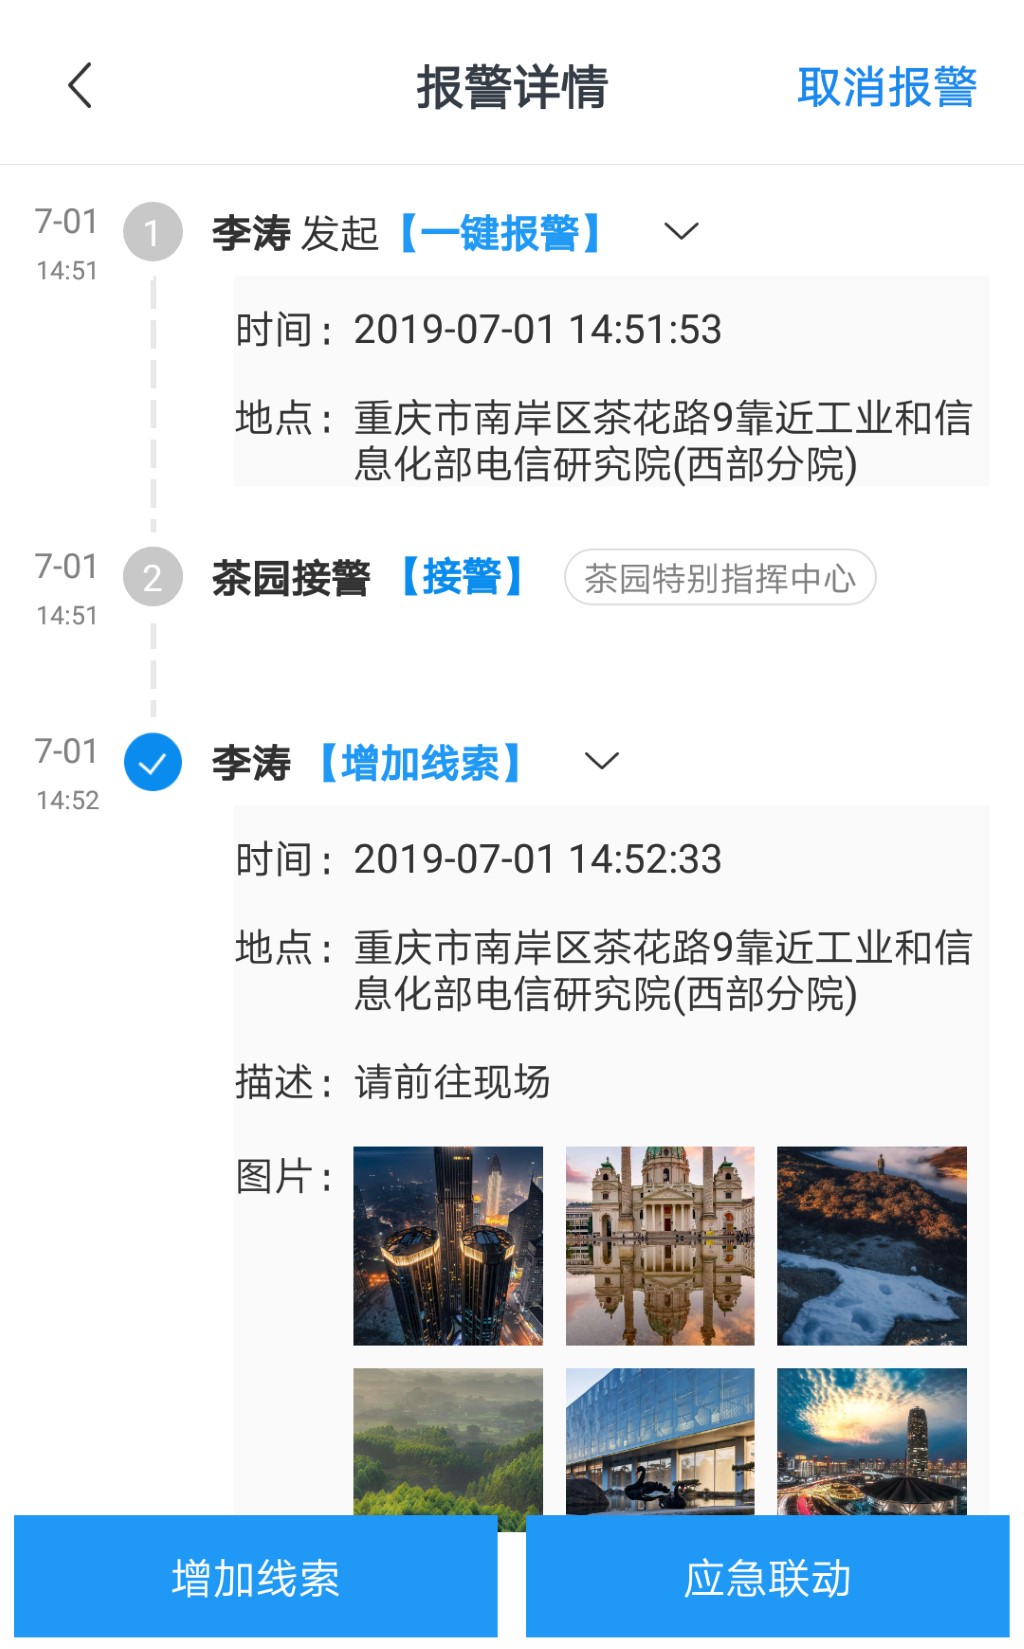 报警详情
取消报警
7-01
14:51
1
李涛 发起【一键报警】
时间： 2019-07-01 14:51:53
地点： 重庆市南岸区茶花路9靠近工业和信
息化部电信研究院(西部分院)
7-01
14:51
2
茶园接警 【接警】 茶园特别指挥中心
7-01
14:52
李涛 【增加线索】
时间： 2019-07-01 14:52:33
地点： 重庆市南岸区茶花路9靠近工业和信
息化部电信研究院(西部分院)
描述： 请前往现场
图片：
增加线索
应急联动